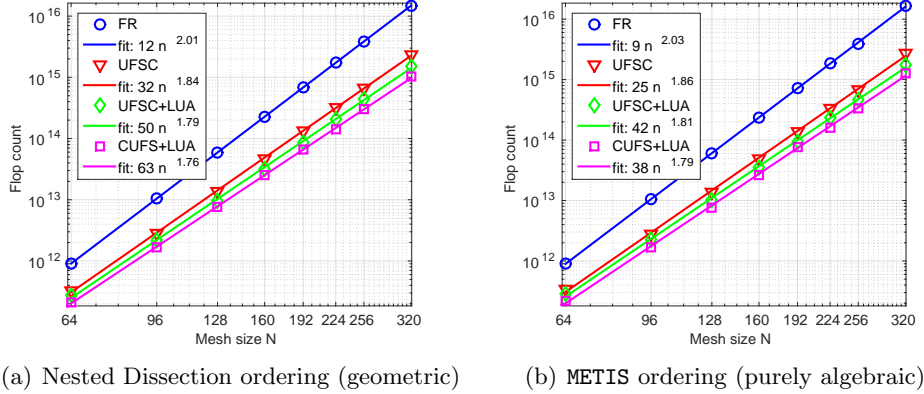 10^16
10^15
10^14
10^13
10^12
Flop count
FR
fit: 12 n^2.01
UFSC
fit: 32 n^1.84
UFSC+LUA
fit: 50 n^1.79
CUFS+LUA
fit: 63 n^1.76
64 96 128 160 192 224 256 320
Mesh size N
(a) Nested Dissection ordering (geometric)
10^16
10^15
10^14
10^13
10^12
Flop count
FR
fit: 9 n^2.03
UFSC
fit: 25 n^1.86
UFSC+LUA
fit: 42 n^1.81
CUFS+LUA
fit: 38 n^1.79
64 96 128 160 192 224 256 320
Mesh size N
(b) METIS ordering (purely algebraic)